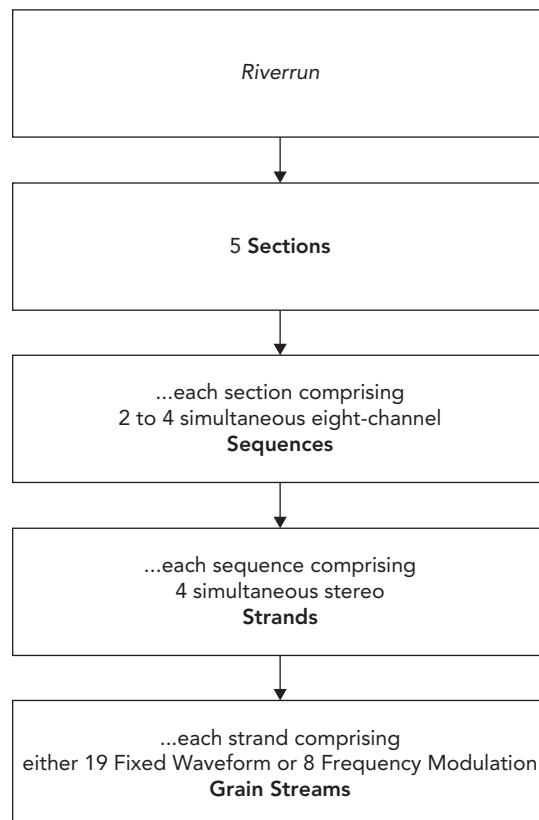 Riverrun
5 Sections
...each section comprising
2 to 4 simultaneous eight-channel
Sequences
...each sequence comprising
4 simultaneous stereo
Strands
...each strand comprising
either 19 Fixed Waveform or 8 Frequency Modulation
Grain Streams